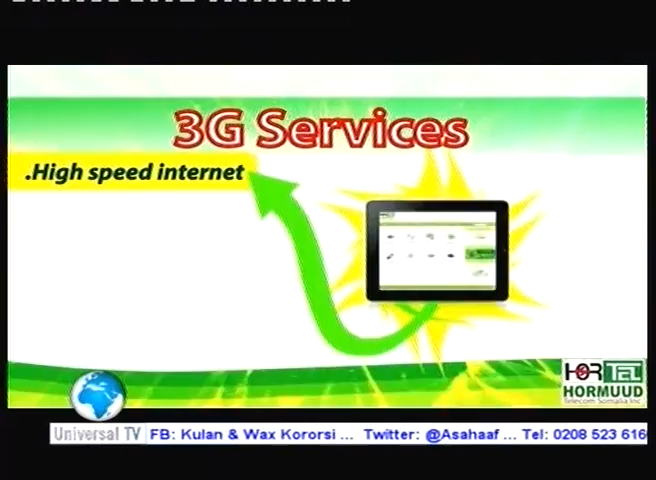 3G Services
.High speed internet
HORTEL
HORMUUD
Telecom Somalia Inc
Universal TV FB: Kulan & Wax Kororsi ... Twitter: @Asahaaf ... Tel: 0208 523 616